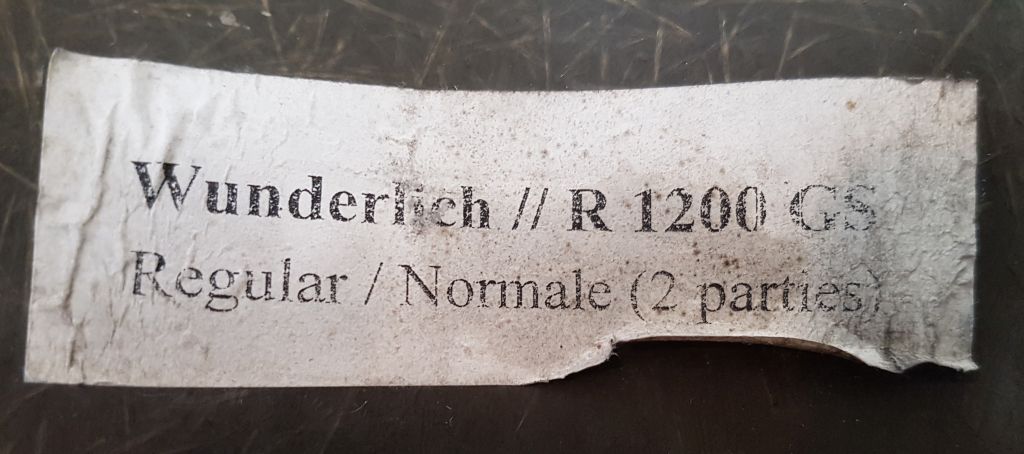 Wunderlich // R 1200 GS
Regular / Normale (2 parties)